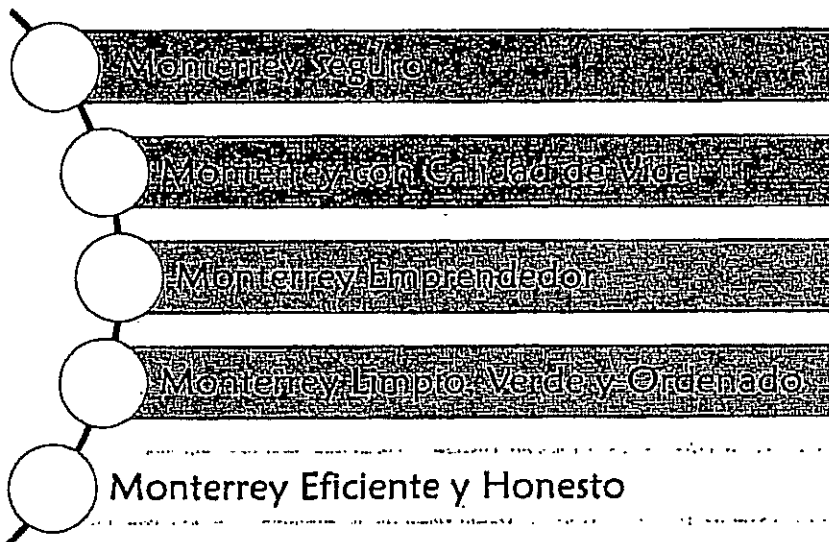 Monterrey seguro
Monterrey con Calidad de Vida
Monterrey Emprendedor
Monterrey Limpio, Verde y Ordenado
Monterrey Eficiente y Honesto